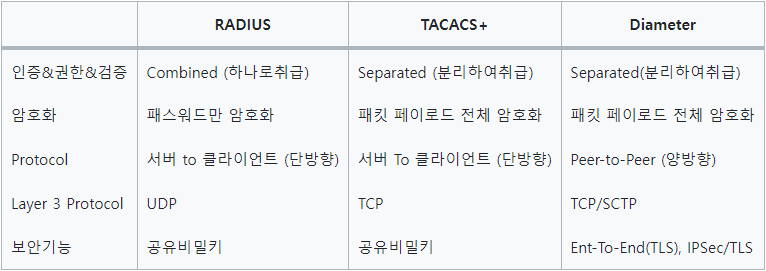 RADIUS TACACS+ Diameter
인증&권한&검증 Combined (하나로취급) Separated (분리하여취급) Separated(분리하여취급)
암호화 패스워드만 암호화 패킷 페이로드 전체 암호화 패킷 페이로드 전체 암호화
Protocol 서버 to 클라이언트 (단방향) 서버 To 클라이언트 (단방향) Peer-to-Peer (양방향)
Layer 3 Protocol UDP TCP TCP/SCTP
보안기능 공유비밀키 공유비밀키 Ent-To-End(TLS), IPSec/TLS